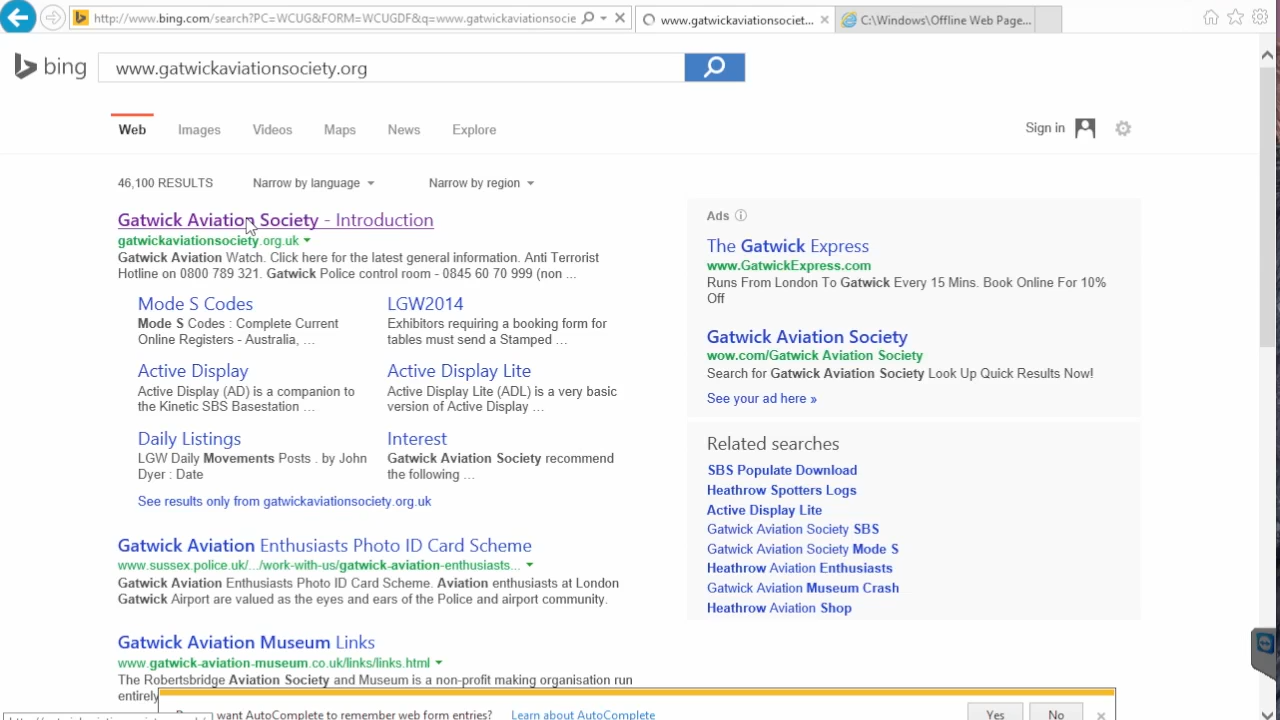 http://www.bing.com/search?PC=WCUG&FORM=WCUGDF&q=www.gatwickaviationsocie
www.gatwickaviationsociet...
C:\Windows\Offline Web Page...
bing
www.gatwickaviationsociety.org
Web Images Videos Maps News Explore
Sign in
46,100 RESULTS Narrow by language Narrow by region
Gatwick Aviation Society - Introduction
gatwickaviationsociety.org.uk
Gatwick Aviation Watch. Click here for the latest general information. Anti Terrorist
Hotline on 0800 789 321. Gatwick Police control room - 0845 60 70 999 (non ...
Mode S Codes
Mode S Codes : Complete Current
Online Registers - Australia, ...
LGW2014
Exhibitors requiring a booking form for
tables must send a Stamped ...
Active Display
Active Display (AD) is a companion to
the Kinetic SBS Basestation ...
Active Display Lite
Active Display Lite (ADL) is a very basic
version of Active Display ...
Daily Listings
LGW Daily Movements Posts . by John
Dyer : Date
Interest
Gatwick Aviation Society recommend
the following ...
See results only from gatwickaviationsociety.org.uk
Gatwick Aviation Enthusiasts Photo ID Card Scheme
www.sussex.police.uk/.../work-with-us/gatwick-aviation-enthusiasts...
Gatwick Aviation Enthusiasts Photo ID Card Scheme. Aviation enthusiasts at London
Gatwick Airport are valued as the eyes and ears of the Police and airport community.
Gatwick Aviation Museum Links
www.gatwick-aviation-museum.co.uk/links/links.html
The Robertsbridge Aviation Society and Museum is a non-profit making organisation run
entirely
Ads
The Gatwick Express
www.GatwickExpress.com
Runs From London To Gatwick Every 15 Mins. Book Online For 10%
Off
Gatwick Aviation Society
wow.com/Gatwick Aviation Society
Search for Gatwick Aviation Society Look Up Quick Results Now!
See your ad here »
Related searches
SBS Populate Download
Heathrow Spotters Logs
Active Display Lite
Gatwick Aviation Society SBS
Gatwick Aviation Society Mode S
Heathrow Aviation Enthusiasts
Gatwick Aviation Museum Crash
Heathrow Aviation Shop
want AutoComplete to remember web form entries? Learn about AutoComplete Yes No